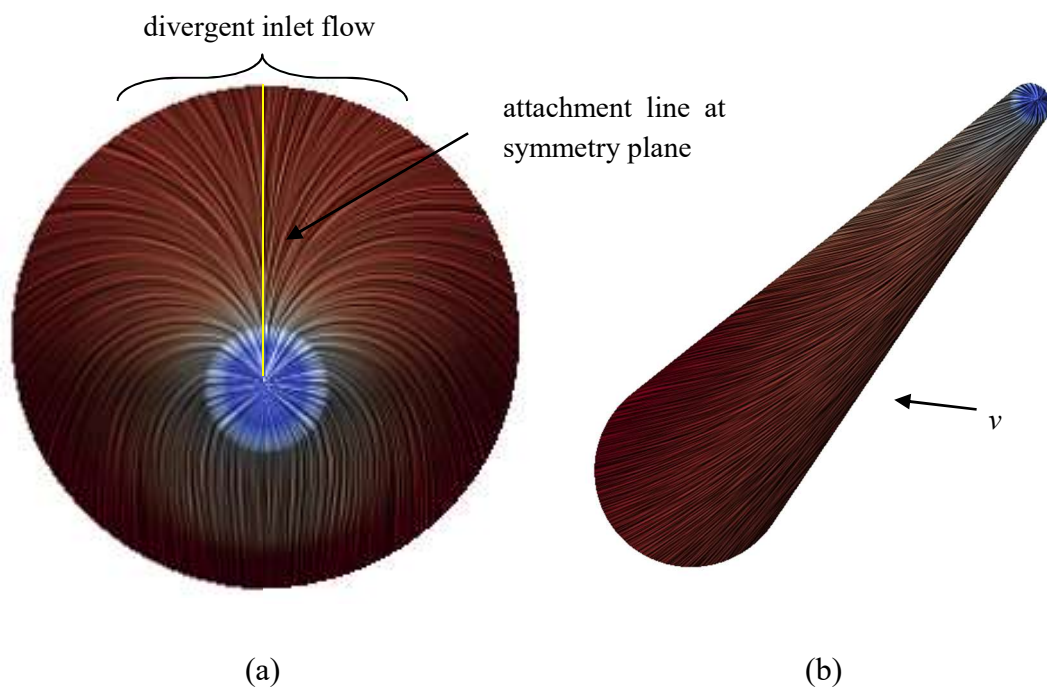 divergent inlet flow
attachment line at
symmetry plane
v
(a)
(b)